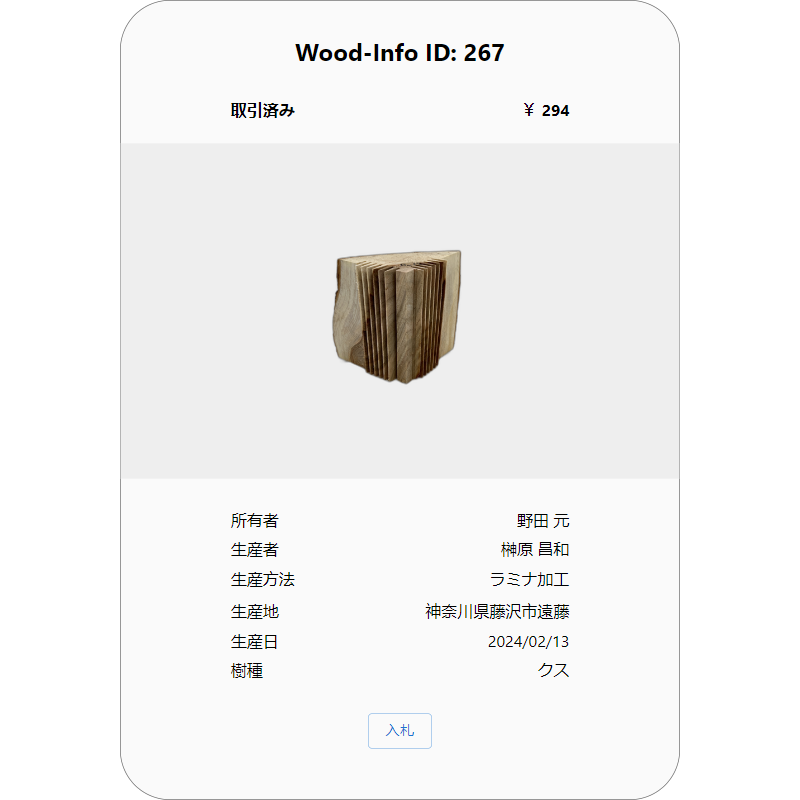 Wood-Info ID: 267
取引済み ¥ 294
所有者 野田 元
生産者 榊原 昌和
生産方法 ラミナ加工
生産地 神奈川県藤沢市遠藤
生産日 2024/02/13
樹種 クス
入札